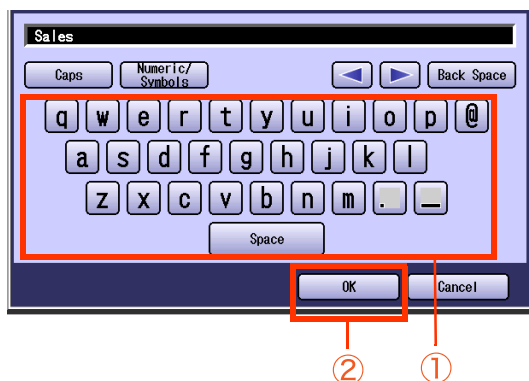 Sales
Caps Numeric/ Symbols Back Space
q w e r t y u i o p @
a s d f g h j k l
z x c v b n m . _
Space
OK Cancel
② ①